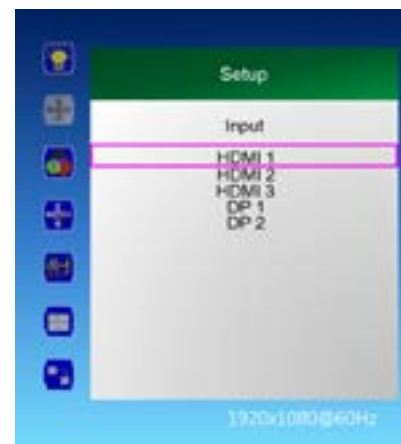 Setup
Input
HDMI 1
HDMI 2
HDMI 3
DP 1
DP 2
1920x1080@60Hz